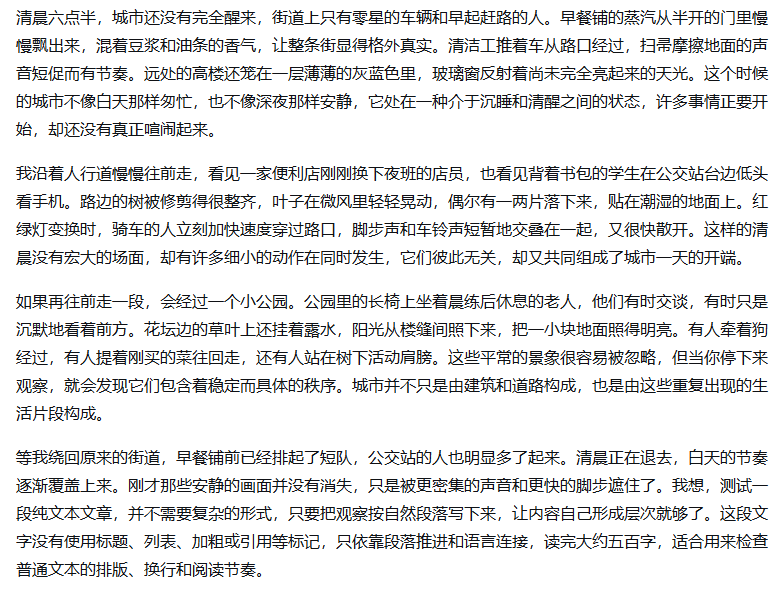 清晨六点半，城市还没有完全醒来，街道上只有零星的车辆和早起赶路的人。早餐铺的蒸汽从半开的门里慢
慢飘出来，混着豆浆和油条的香气，让整条街显得格外真实。清洁工推着车从路口经过，扫帚摩擦地面的声
音短促而有节奏。远处的高楼还笼在一层薄薄的灰蓝色里，玻璃窗反射着尚未完全亮起来的天光。这个时候
的城市不像白天那样匆忙，也不像深夜那样安静，它处在一种介于沉睡和清醒之间的状态，许多事情正要开
始，却还没有真正喧闹起来。
我沿着人行道慢慢往前走，看见一家便利店刚刚换下夜班的店员，也看见背着书包的学生在公交站台边低头
看手机。路边的树被修剪得很整齐，叶子在微风里轻轻晃动，偶尔有一两片落下来，贴在潮湿的地面上。红
绿灯变换时，骑车的人立刻加快速度穿过路口，脚步声和车铃声短暂地交叠在一起，又很快散开。这样的清
晨没有宏大的场面，却有许多细小的动作在同时发生，它们彼此无关，却又共同组成了城市一天的开端。
如果再往前走一段，会经过一个小公园。公园里的长椅上坐着晨练后休息的老人，他们有时交谈，有时只是
沉默地看着前方。花坛边的草叶上还挂着露水，阳光从楼缝间照下来，把一小块地面照得明亮。有人牵着狗
经过，有人提着刚买的菜往回走，还有人站在树下活动肩膀。这些平常的景象很容易被忽略，但当你停下来
观察，就会发现它们包含着稳定而具体的秩序。城市并不只是由建筑和道路构成，也是由这些重复出现的生
活片段构成。
等我绕回原来的街道，早餐铺前已经排起了短队，公交站的人也明显多了起来。清晨正在退去，白天的节奏
逐渐覆盖上来。刚才那些安静的画面并没有消失，只是被更密集的声音和更快的脚步遮住了。我想，测试一
段纯文本文章，并不需要复杂的形式，只要把观察按自然段落写下来，让内容自己形成层次就够了。这段文
字没有使用标题、列表、加粗或引用等标记，只依靠段落推进和语言连接，读完大约五百字，适合用来检查
普通文本的排版、换行和阅读节奏。